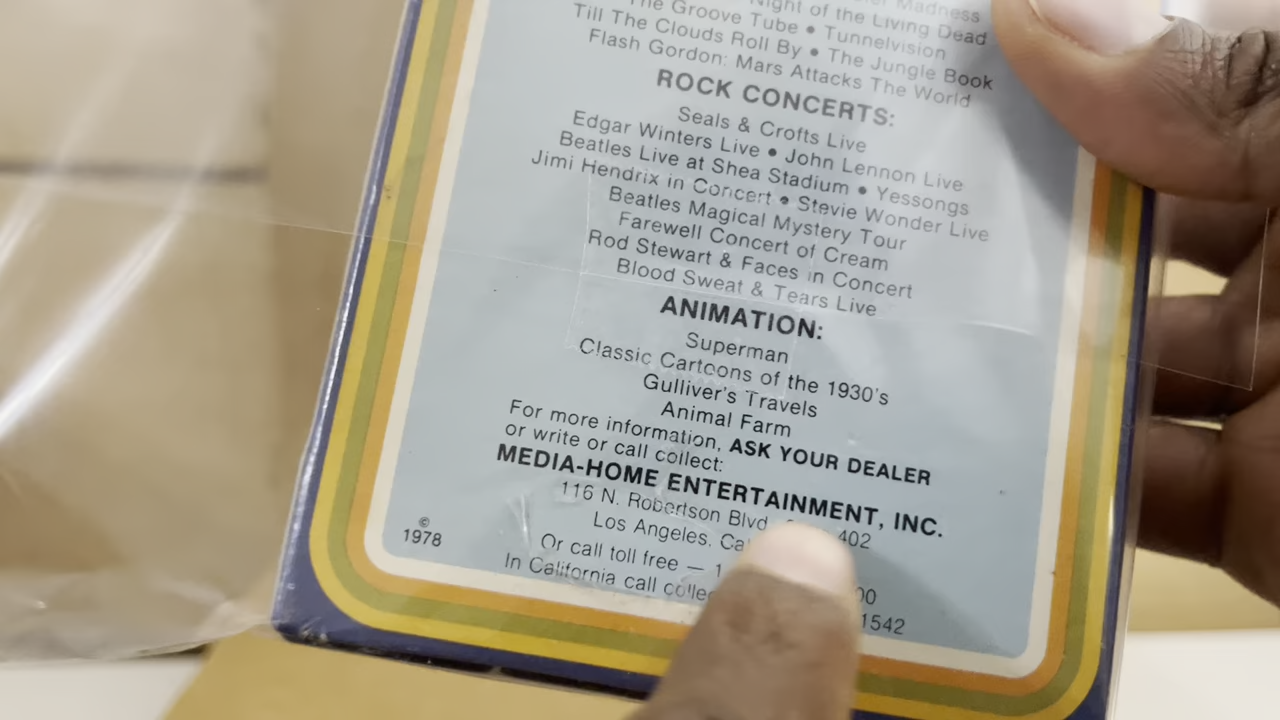 Madness
Night of the Living Dead
The Groove Tube • Tunnelvision
Till The Clouds Roll By • The Jungle Book
Flash Gordon: Mars Attacks The World
ROCK CONCERTS:
Seals & Crofts Live
Edgar Winters Live • John Lennon Live
Beatles Live at Shea Stadium • Yessongs
Jimi Hendrix in Concert • Stevie Wonder Live
Beatles Magical Mystery Tour
Farewell Concert of Cream
Rod Stewart & Faces in Concert
Blood Sweat & Tears Live
ANIMATION:
Superman
Classic Cartoons of the 1930's
Gulliver's Travels
Animal Farm
For more information, ASK YOUR DEALER
or write or call collect:
MEDIA-HOME ENTERTAINMENT, INC.
116 N. Robertson Blvd 402
Los Angeles, Ca
Or call toll free — 1 00
In California call collec 1542
©
1978